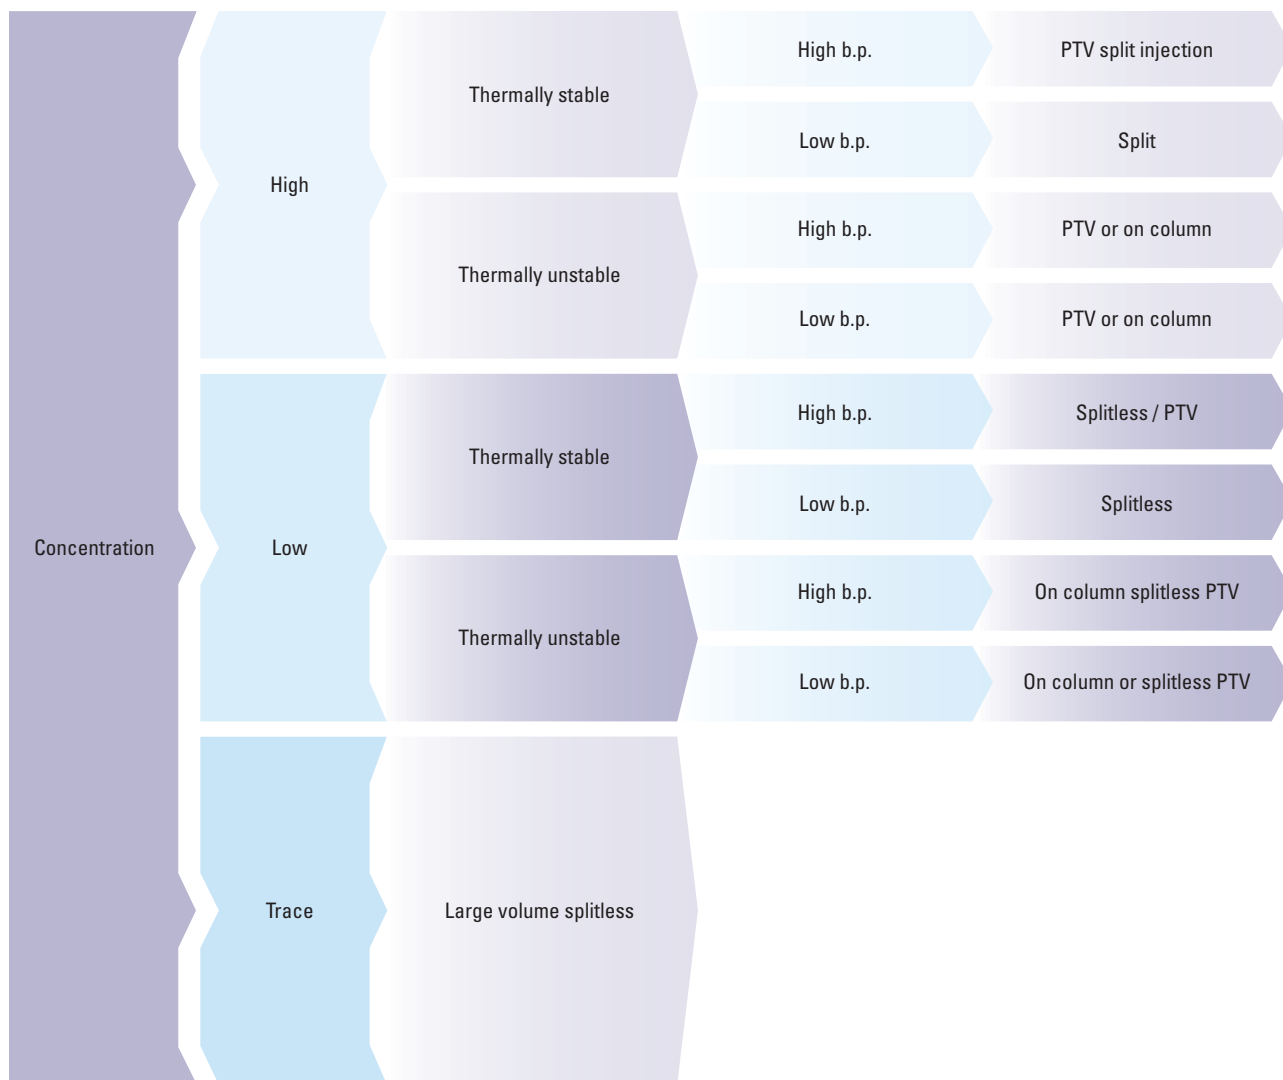 Concentration
High
Thermally stable
High b.p.
PTV split injection
Low b.p.
Split
Thermally unstable
High b.p.
PTV or on column
Low b.p.
PTV or on column
Low
Thermally stable
High b.p.
Splitless / PTV
Low b.p.
Splitless
Thermally unstable
High b.p.
On column splitless PTV
Low b.p.
On column or splitless PTV
Trace
Large volume splitless